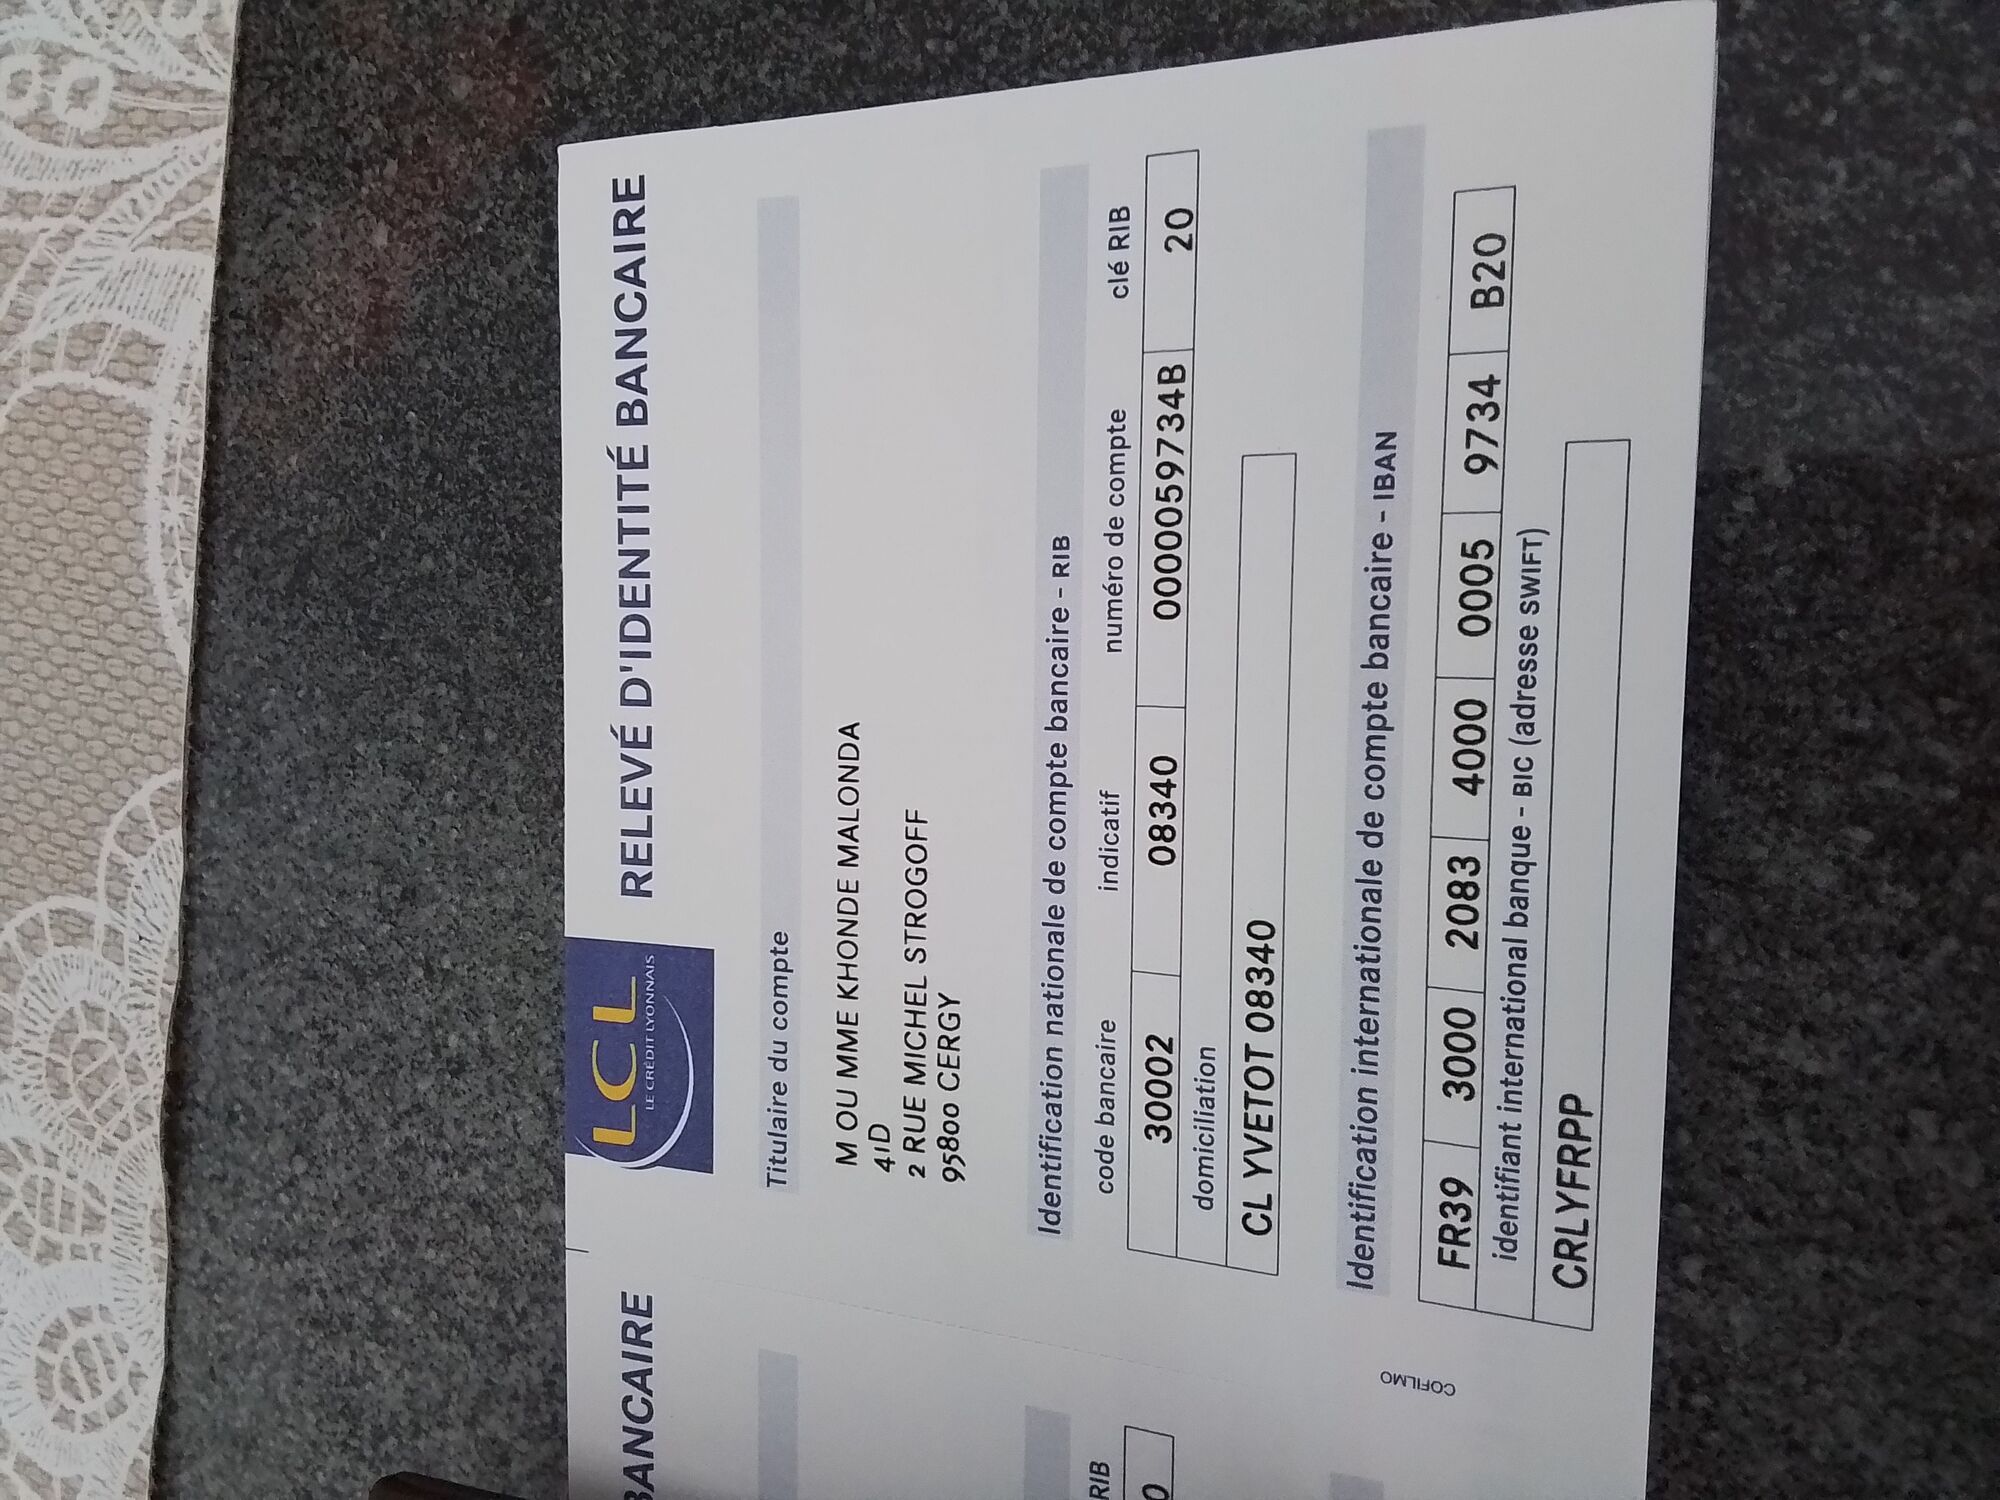 LCL
LE CRÉDIT LYONNAIS
RELEVÉ D'IDENTITÉ BANCAIRE
Titulaire du compte
M OU MME KHONDE MALONDA
41D
2 RUE MICHEL STROGOFF
95800 CERGY
Identification nationale de compte bancaire - RIB
code bancaire indicatif numéro de compte clé RIB
30002 08340 0000059734B 20
domiciliation
CL YVETOT 08340
Identification internationale de compte bancaire - IBAN
FR39 3000 2083 4000 0005 9734 B20
identifiant international banque - BIC (adresse SWIFT)
CRLYFRPP
COFILMO
BANCAIRE
RIB
0